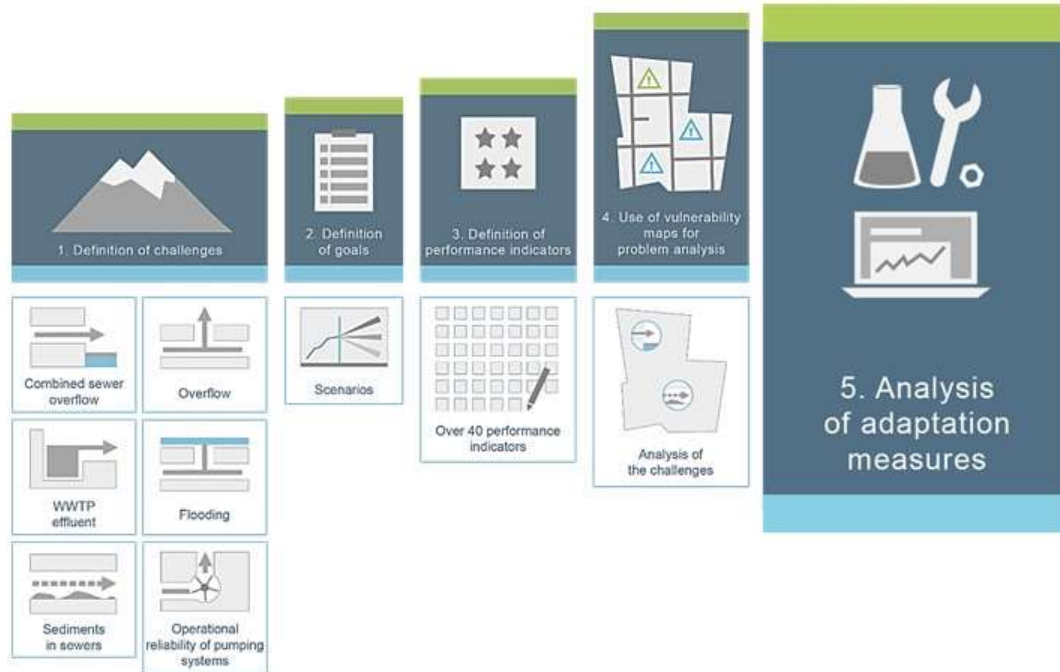 1. Definition of challenges
2. Definition
of goals
3. Definition of
performance indicators
4. Use of vulnerability
maps for
problem analysis
5. Analysis
of adaptation
measures
Combined sewer
overflow
Overflow
WWTP
effluent
Flooding
Sediments
in sewers
Operational
reliability of pumping
systems
Scenarios
Over 40 performance
indicators
Analysis of
the challenges